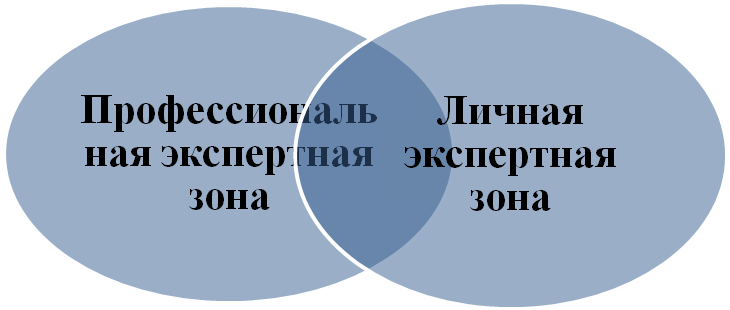 Профессиональ
ная экспертная
зона
Личная
экспертная
зона